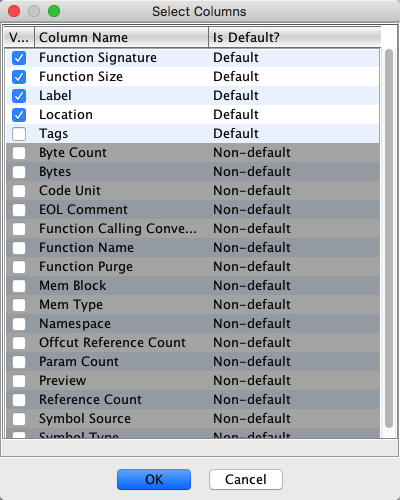 Select Columns
V... Column Name Is Default?
Function Signature Default
Function Size Default
Label Default
Location Default
Tags Default
Byte Count Non-default
Bytes Non-default
Code Unit Non-default
EOL Comment Non-default
Function Calling Conve... Non-default
Function Name Non-default
Function Purge Non-default
Mem Block Non-default
Mem Type Non-default
Namespace Non-default
Offcut Reference Count Non-default
Param Count Non-default
Preview Non-default
Reference Count Non-default
Symbol Source Non-default
Symbol Type Non-default
OK Cancel